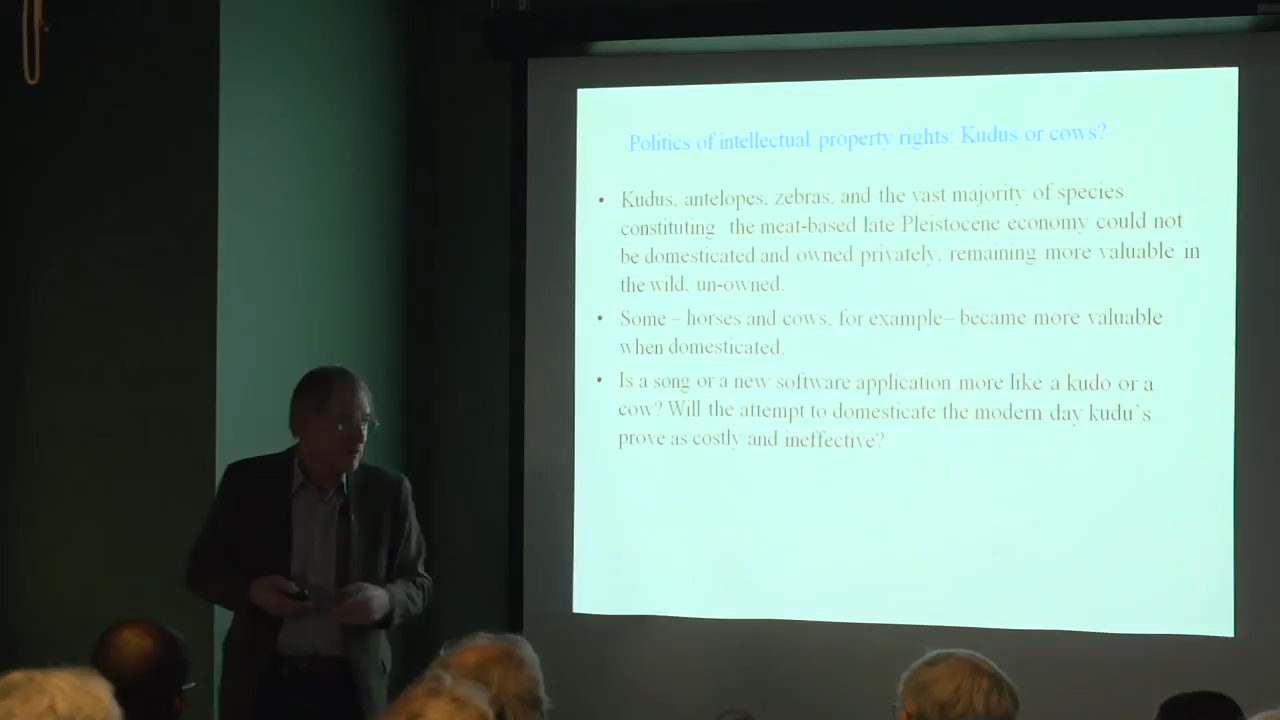 Politics of intellectual property rights: Kudus or cows?
• Kudus, antelopes, zebras, and the vast majority of species
constituting the meat-based late Pleistocene economy could not
be domesticated and owned privately, remaining more valuable in
the wild, un-owned.
• Some – horses and cows, for example– became more valuable
when domesticated.
• Is a song or a new software application more like a kudo or a
cow? Will the attempt to domesticate the modern day kudu`s
prove as costly and ineffective?